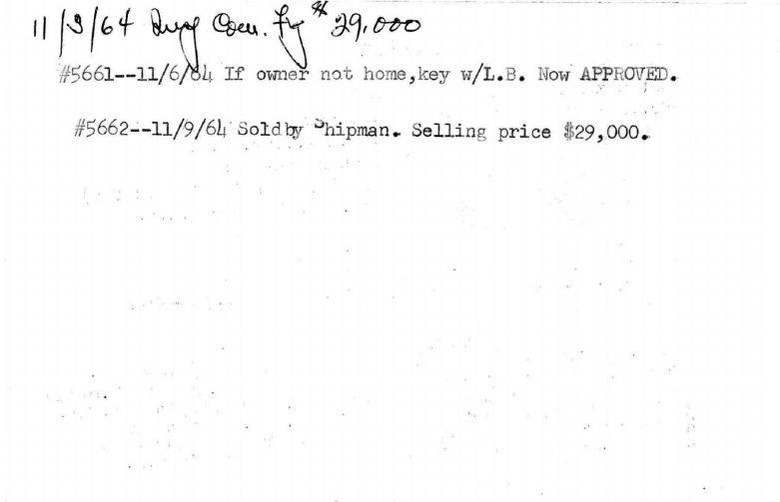 11/9/64 Con. $29,000
#5661--11/6/64 If owner not home,key w/L.B. Now APPROVED.
#5662--11/9/64 Soldby Shipman. Selling price $29,000.